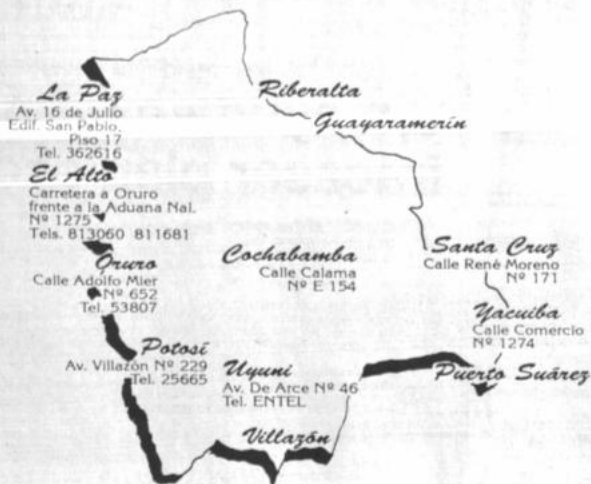 La Paz
Av. 16 de Julio
Edif. San Pablo,
Piso 17
Tel. 362616
El Alto
Carretera a Oruro
frente a la Aduana Nal.
Nº 1275
Tels. 813060 811681
Oruro
Calle Adolfo Mier
Nº 652
Tel. 53807
Potosí
Av. Villazón Nº 229
Tel. 25665
Riberalta
Guayaramerín
Cochabamba
Calle Calama
Nº E 154
Uyuni
Av. De Arce Nº 46
Tel. ENTEL
Villazón
Santa Cruz
Calle René Moreno
Nº 171
Yacuiba
Calle Comercio
Nº 1274
Puerto Suárez